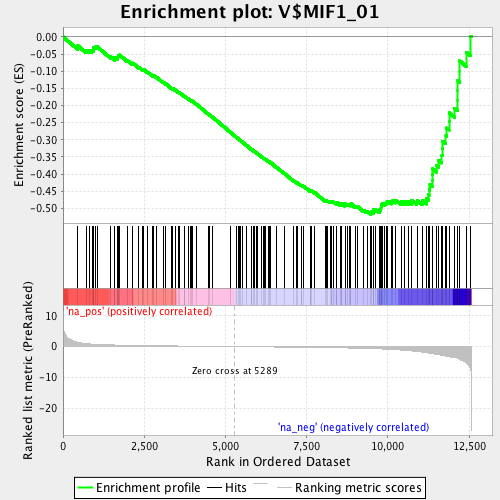 Enrichment plot: V$MIF1_01
Enrichment score (ES)
0.00
-0.05
-0.10
-0.15
-0.20
-0.25
-0.30
-0.35
-0.40
-0.45
-0.50
'na_pos' (positively correlated)
Ranked list metric (PreRanked)
10
5
0
-5
-10
-15
-20
Zero cross at 5289
'na_neg' (negatively correlated)
0
2,500
5,000
7,500
10,000
12,500
Rank in Ordered Dataset
Enrichment profile
Hits
Ranking metric scores